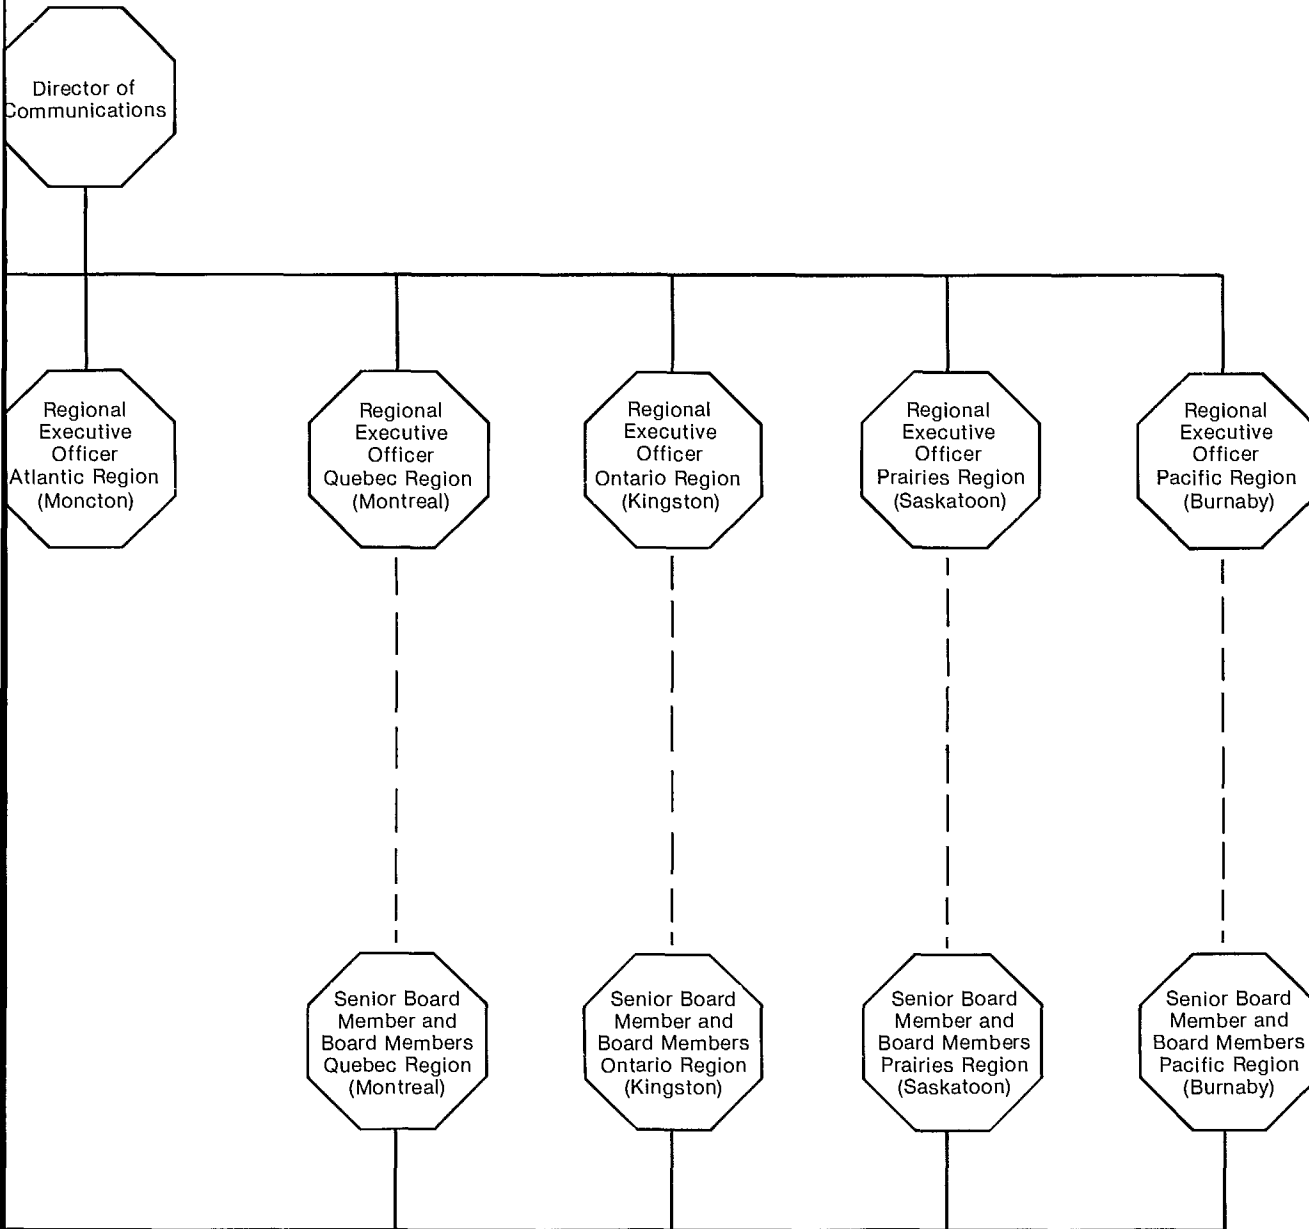 Director of
Communications
Regional
Executive
Officer
Atlantic Region
(Moncton)
Regional
Executive
Officer
Quebec Region
(Montreal)
Regional
Executive
Officer
Ontario Region
(Kingston)
Regional
Executive
Officer
Prairies Region
(Saskatoon)
Regional
Executive
Officer
Pacific Region
(Burnaby)
Senior Board
Member and
Board Members
Quebec Region
(Montreal)
Senior Board
Member and
Board Members
Ontario Region
(Kingston)
Senior Board
Member and
Board Members
Prairies Region
(Saskatoon)
Senior Board
Member and
Board Members
Pacific Region
(Burnaby)